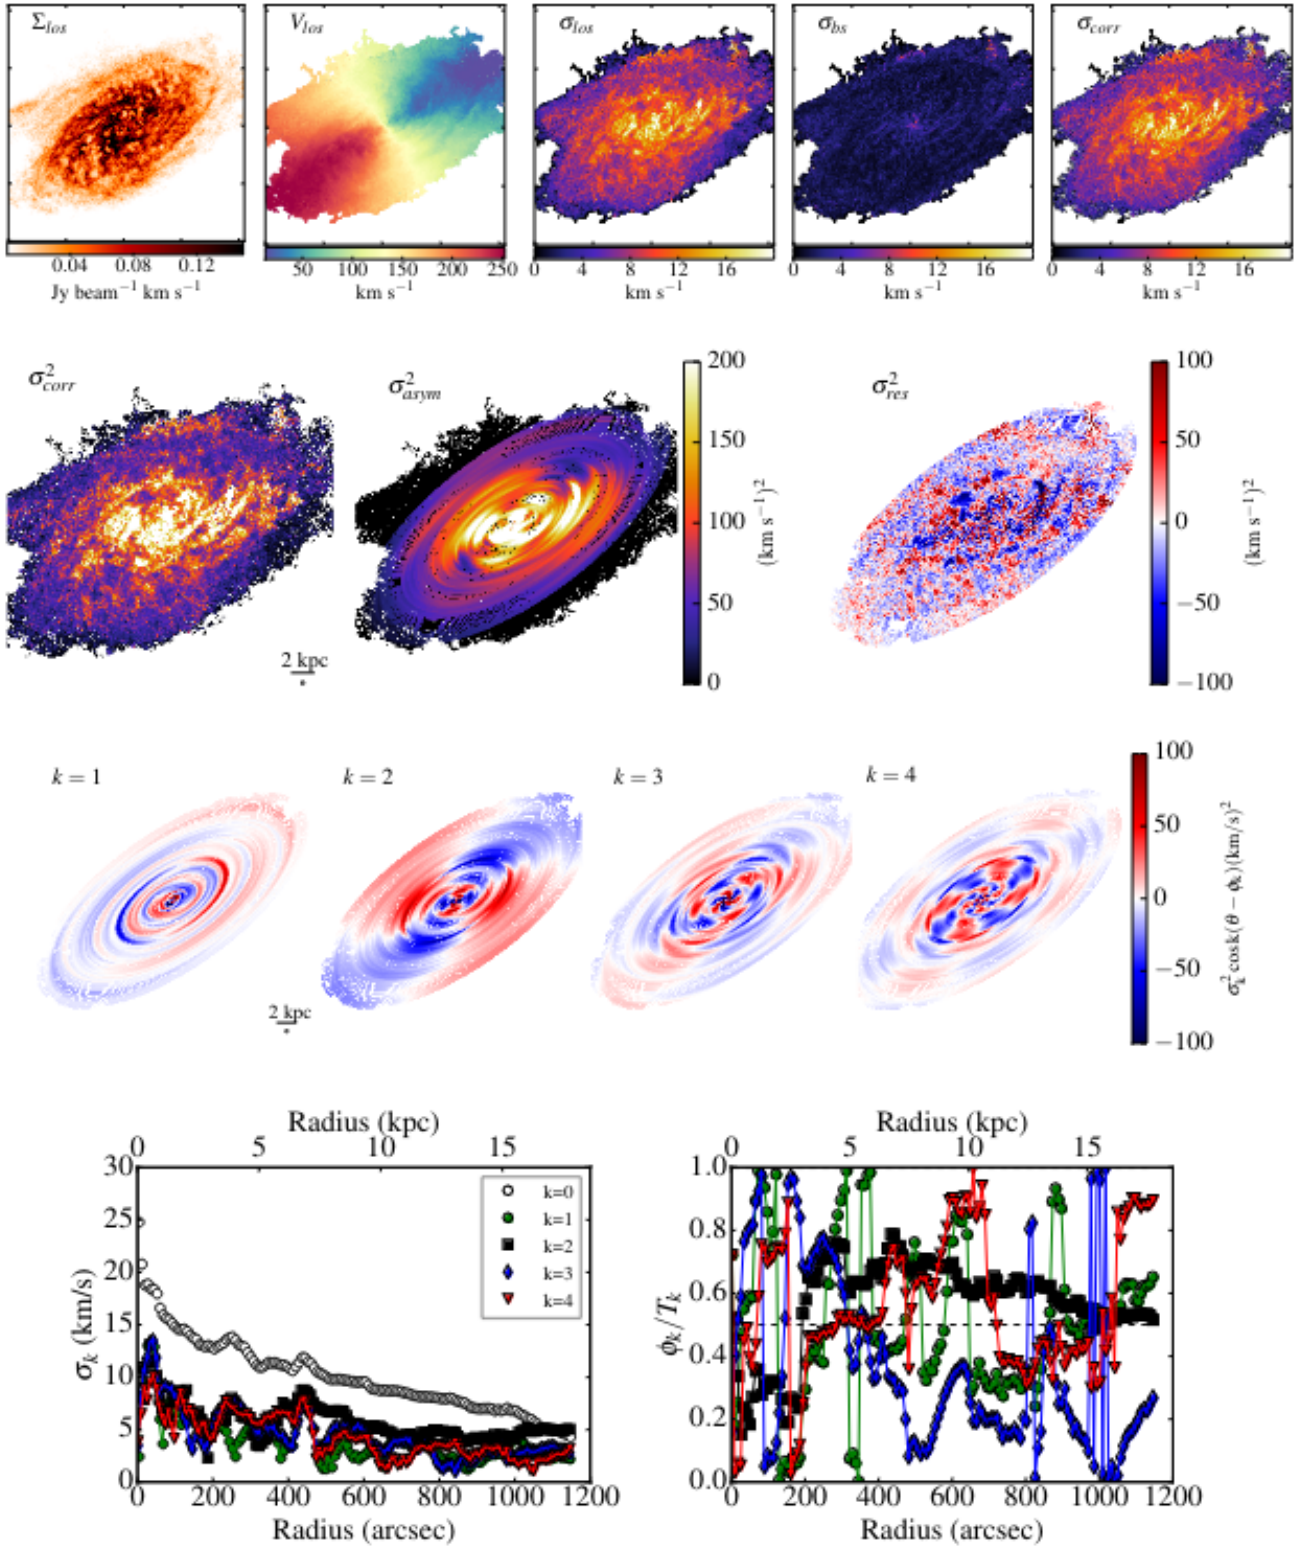 Σlos
Vlos
σlos
σbs
σcorr
0.04 0.08 0.12
50 100 150 200 250
0 4 8 12 16
0 4 8 12 16
0 4 8 12 16
Jy beam⁻¹ km s⁻¹
km s⁻¹
km s⁻¹
km s⁻¹
km s⁻¹
σ²corr
σ²asym
200
150
100
50
0
(km s⁻¹)²
σ²res
100
50
0
−50
−100
(km s⁻¹)²
2 kpc
k = 1
k = 2
k = 3
k = 4
100
50
0
−50
−100
σ²k cosk(θ − ϕk)(km/s)²
2 kpc
Radius (kpc)
0 5 10 15
30
25
20
15
10
5
0
σk (km/s)
k=0
k=1
k=2
k=3
k=4
0 200 400 600 800 1000 1200
Radius (arcsec)
Radius (kpc)
0 5 10 15
1.0
0.8
0.6
0.4
0.2
0.0
ϕk/Tk
0 200 400 600 800 1000 1200
Radius (arcsec)